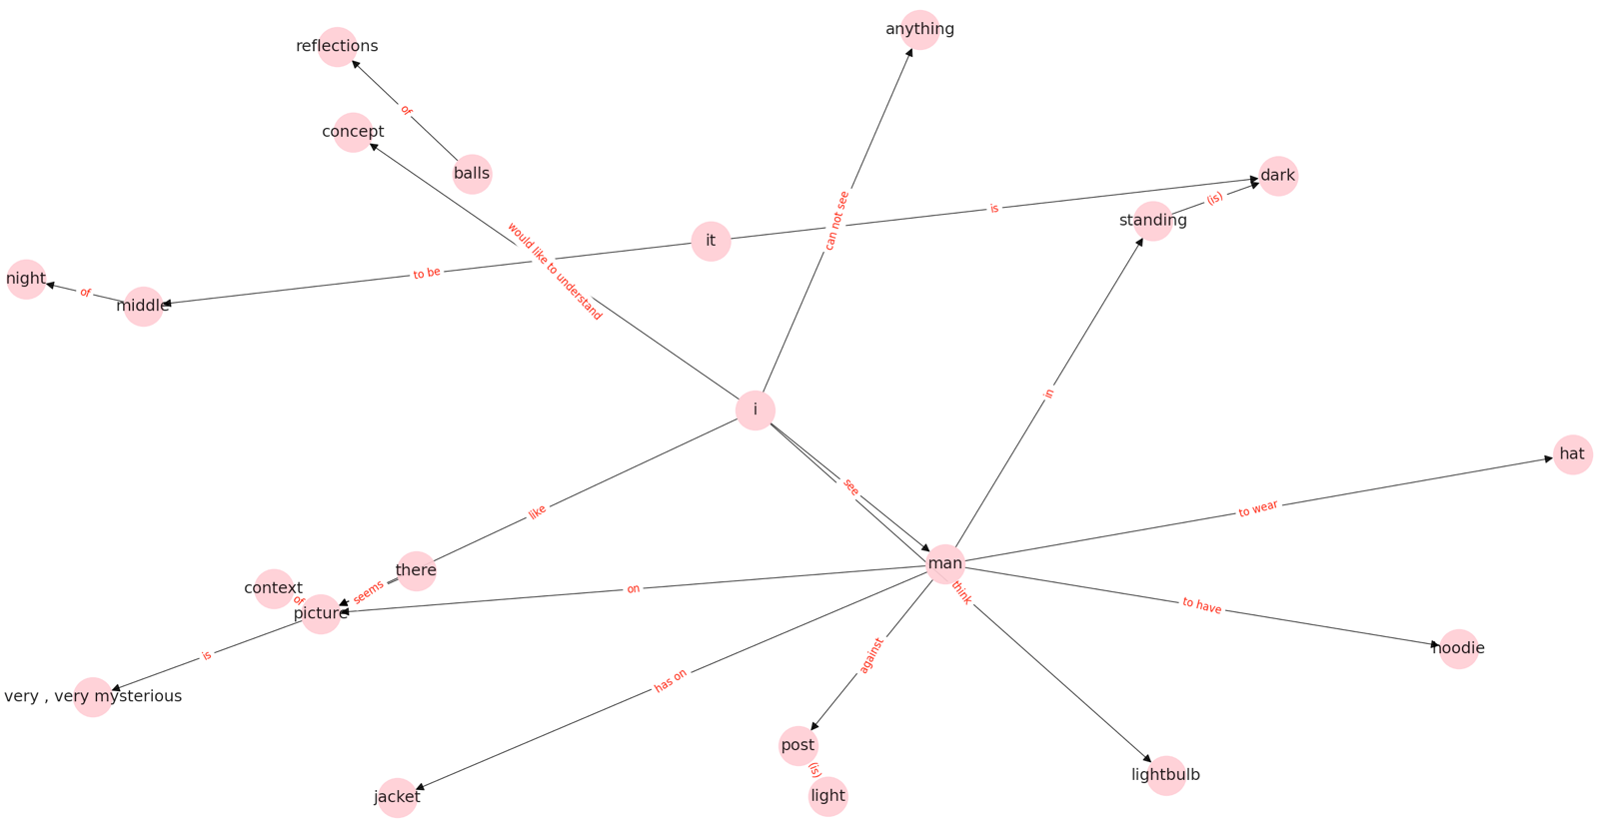 anything
reflections
of
concept
balls
dark
(is)
standing
is
can not see
would like to understand
it
to be
night
of
middle
in
i
hat
see
to wear
like
man
there
on
context
seems
of
think
to have
picture
hoodie
is
against
has on
very , very mysterious
post
(is)
lightbulb
light
jacket